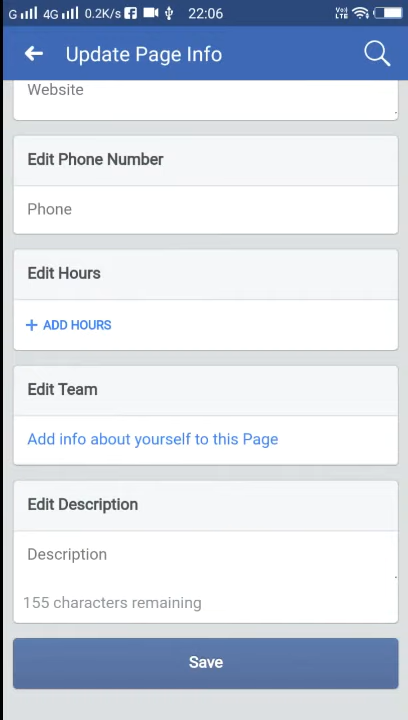 G 4G 0.2K/s 22:06 VoLTE
Update Page Info
Website
Edit Phone Number
Phone
Edit Hours
+ ADD HOURS
Edit Team
Add info about yourself to this Page
Edit Description
Description
155 characters remaining
Save